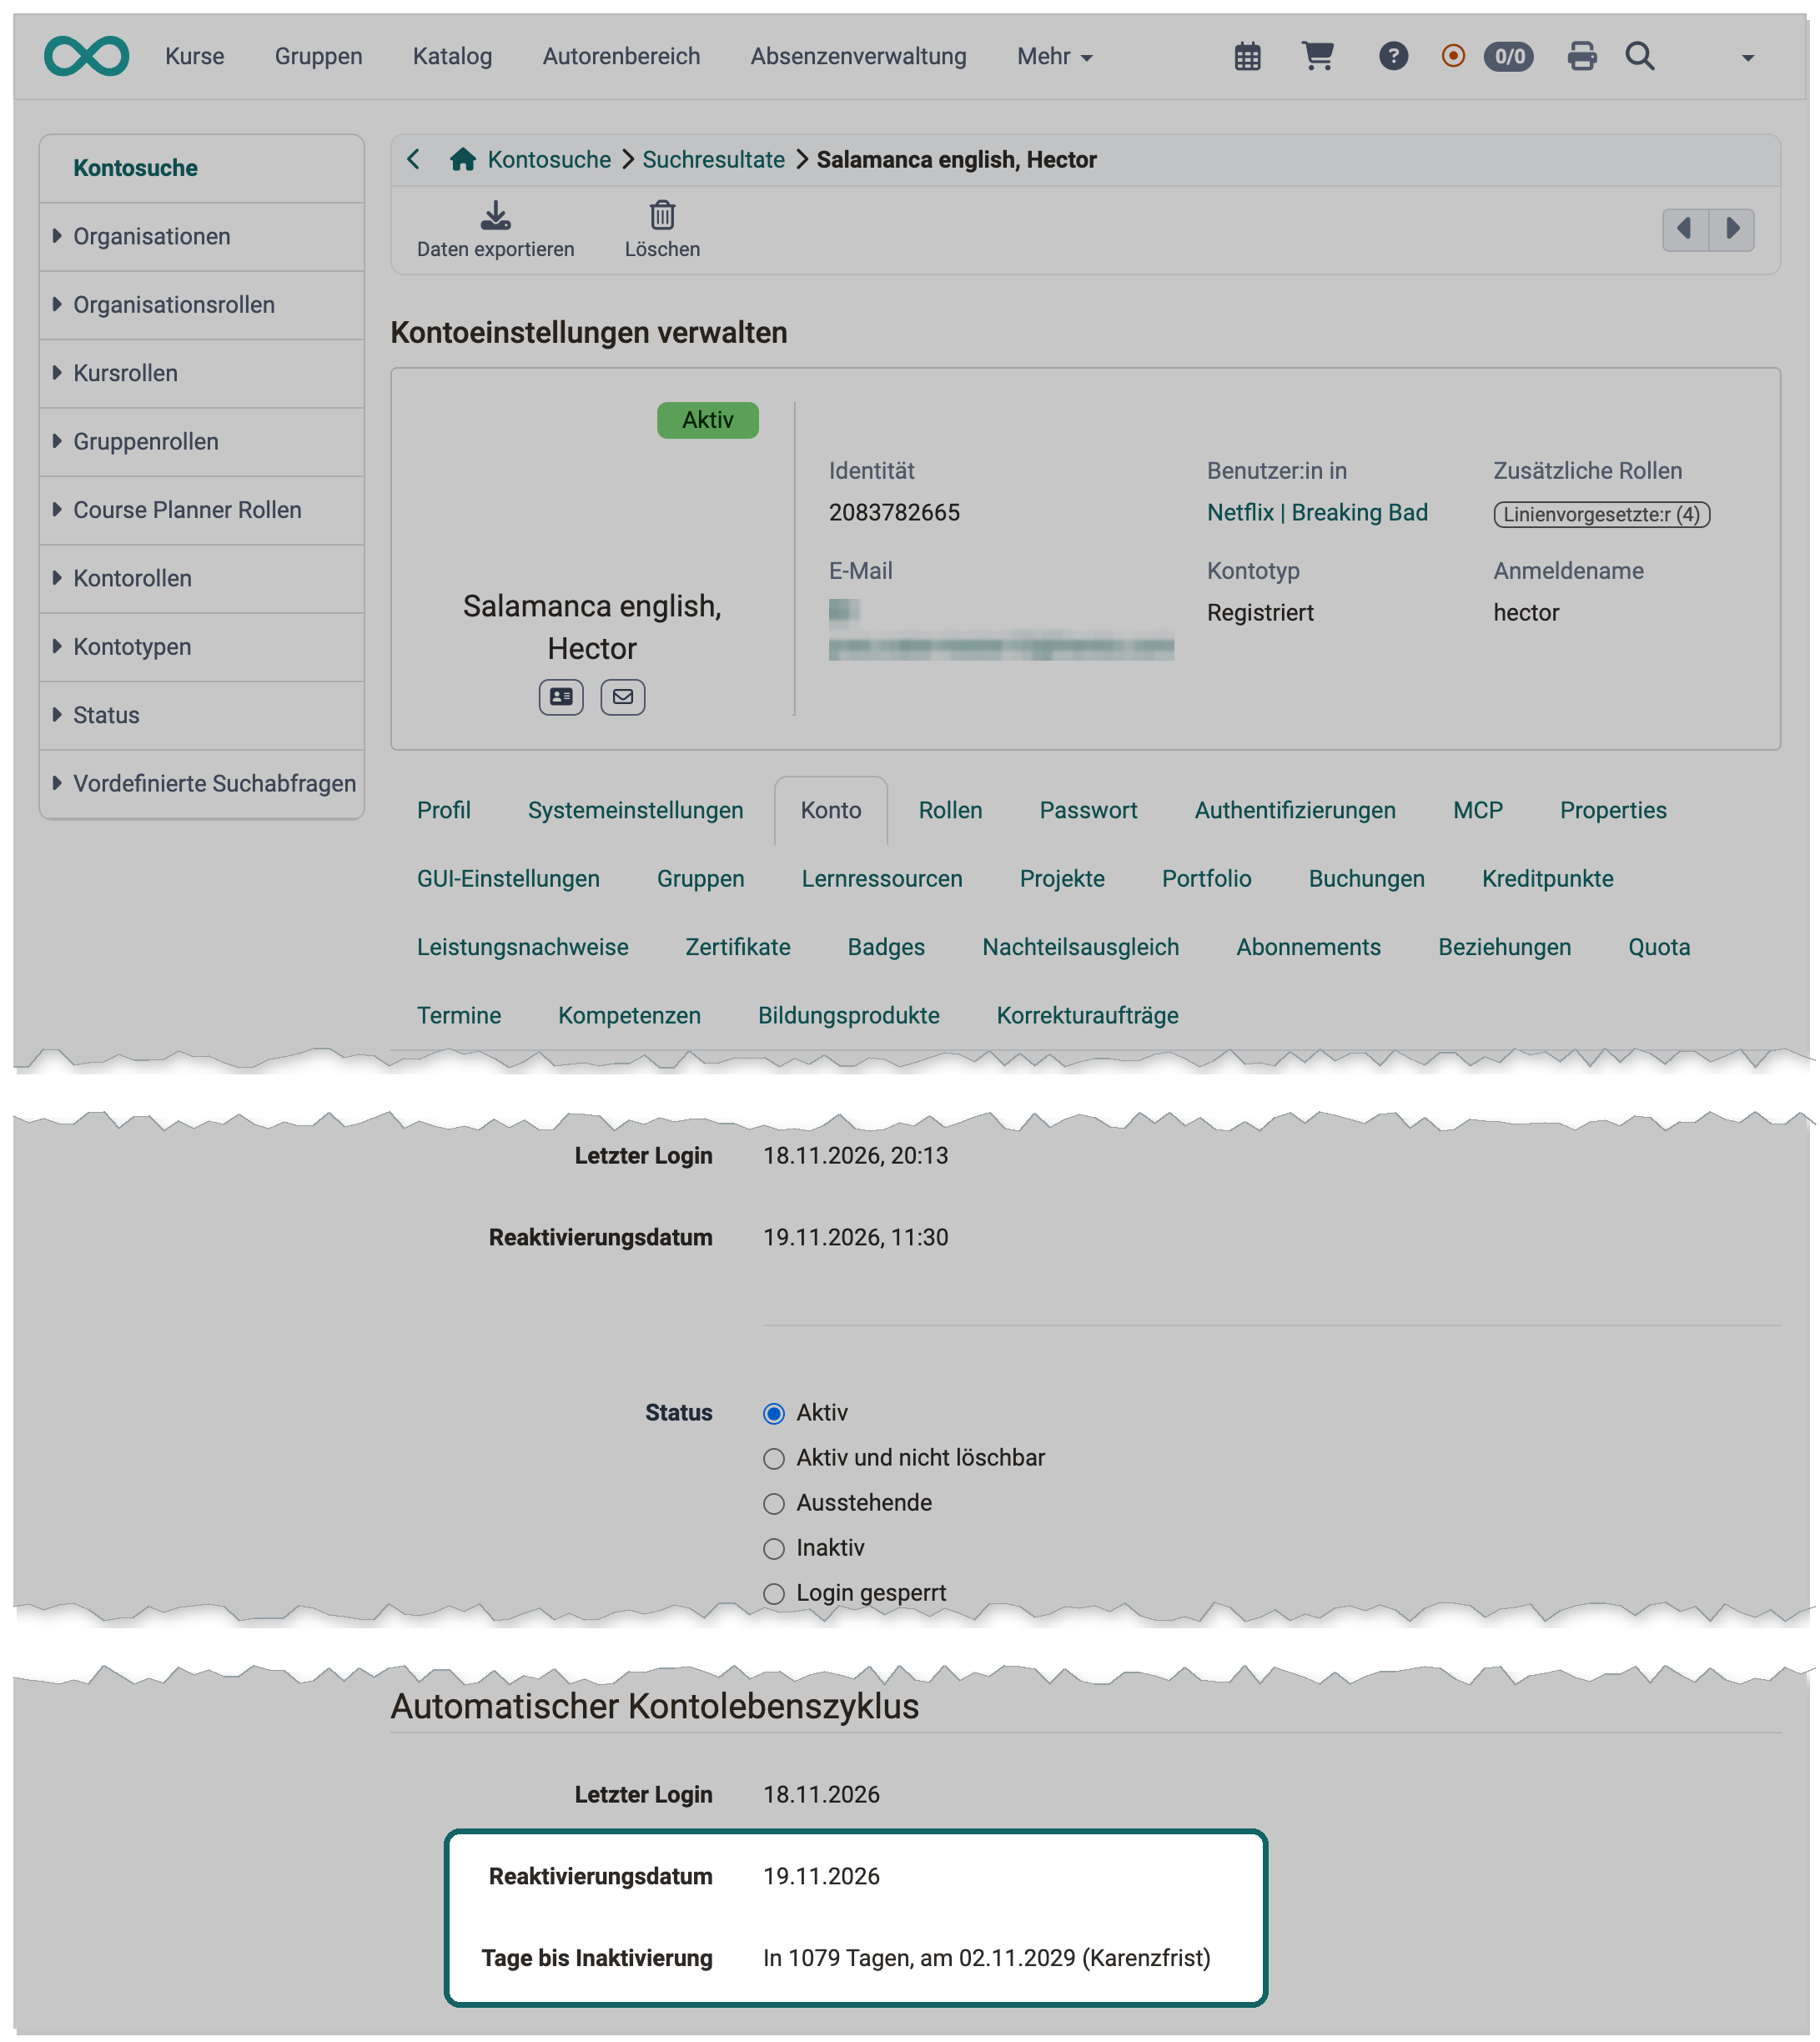 Kurse Gruppen Katalog Autorenbereich Absenzenverwaltung Mehr ? 0/0
Kontosuche
Organisationen
Organisationsrollen
Kursrollen
Gruppenrollen
Course Planner Rollen
Kontorollen
Kontotypen
Status
Vordefinierte Suchabfragen
Kontosuche Suchresultate Salamanca english, Hector
Daten exportieren Löschen
Kontoeinstellungen verwalten
Aktiv
Salamanca english,
Hector
Identität Benutzer:in in Zusätzliche Rollen
2083782665 Netflix | Breaking Bad Linienvorgesetzte:r (4)
E-Mail Kontotyp Anmeldename
Registriert hector
Profil Systemeinstellungen Konto Rollen Passwort Authentifizierungen MCP Properties
GUI-Einstellungen Gruppen Lernressourcen Projekte Portfolio Buchungen Kreditpunkte
Leistungsnachweise Zertifikate Badges Nachteilsausgleich Abonnements Beziehungen Quota
Termine Kompetenzen Bildungsprodukte Korrekturaufträge
Letzter Login 18.11.2026, 20:13
Reaktivierungsdatum 19.11.2026, 11:30
Status Aktiv
Aktiv und nicht löschbar
Ausstehende
Inaktiv
Login gesperrt
Automatischer Kontolebenszyklus
Letzter Login 18.11.2026
Reaktivierungsdatum 19.11.2026
Tage bis Inaktivierung In 1079 Tagen, am 02.11.2029 (Karenzfrist)